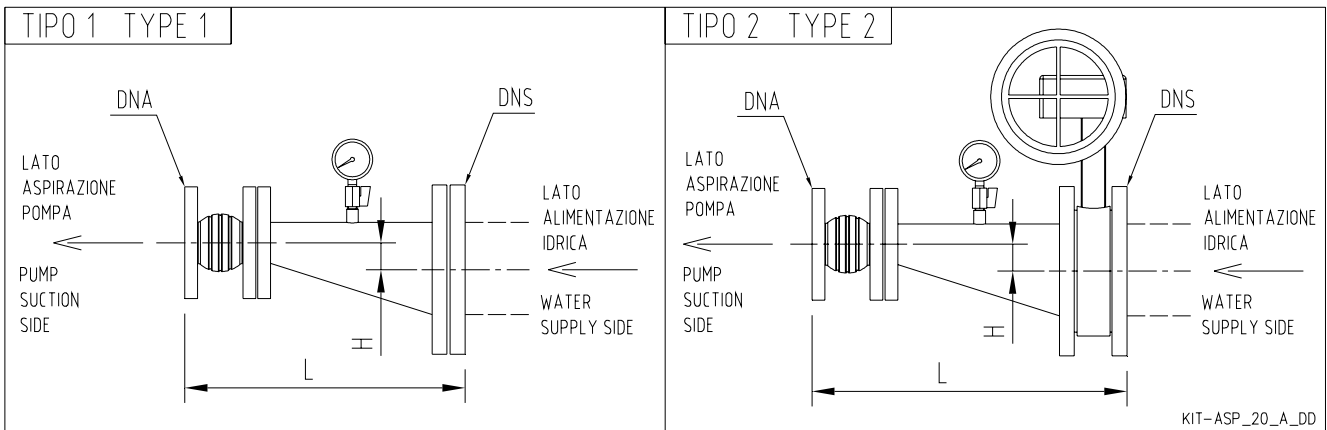 TIPO 1 TYPE 1
DNA
DNS
LATO
ASPIRAZIONE
POMPA
LATO
ALIMENTAZIONE
IDRICA
PUMP
SUCTION
SIDE
WATER
SUPPLY SIDE
H
L
TIPO 2 TYPE 2
DNA
DNS
LATO
ASPIRAZIONE
POMPA
LATO
ALIMENTAZIONE
IDRICA
PUMP
SUCTION
SIDE
WATER
SUPPLY SIDE
H
L
KIT-ASP_20_A_DD